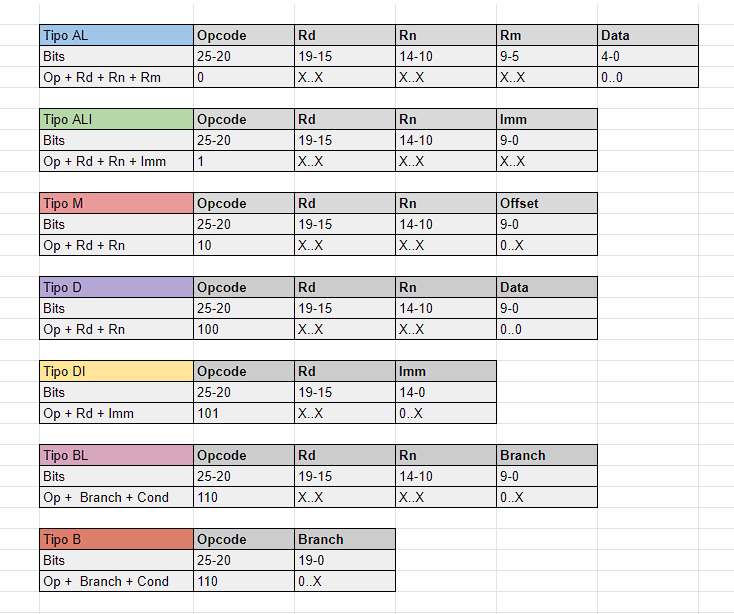 Tipo AL Opcode Rd Rn Rm Data
Bits 25-20 19-15 14-10 9-5 4-0
Op + Rd + Rn + Rm 0 X..X X..X X..X 0..0
Tipo ALI Opcode Rd Rn Imm
Bits 25-20 19-15 14-10 9-0
Op + Rd + Rn + Imm 1 X..X X..X X..X
Tipo M Opcode Rd Rn Offset
Bits 25-20 19-15 14-10 9-0
Op + Rd + Rn 10 X..X X..X 0..X
Tipo D Opcode Rd Rn Data
Bits 25-20 19-15 14-10 9-0
Op + Rd + Rn 100 X..X X..X 0..0
Tipo DI Opcode Rd Imm
Bits 25-20 19-15 14-0
Op + Rd + Imm 101 X..X 0..X
Tipo BL Opcode Rd Rn Branch
Bits 25-20 19-15 14-10 9-0
Op +  Branch + Cond 110 X..X X..X 0..X
Tipo B Opcode Branch
Bits 25-20 19-0
Op +  Branch + Cond 110 0..X